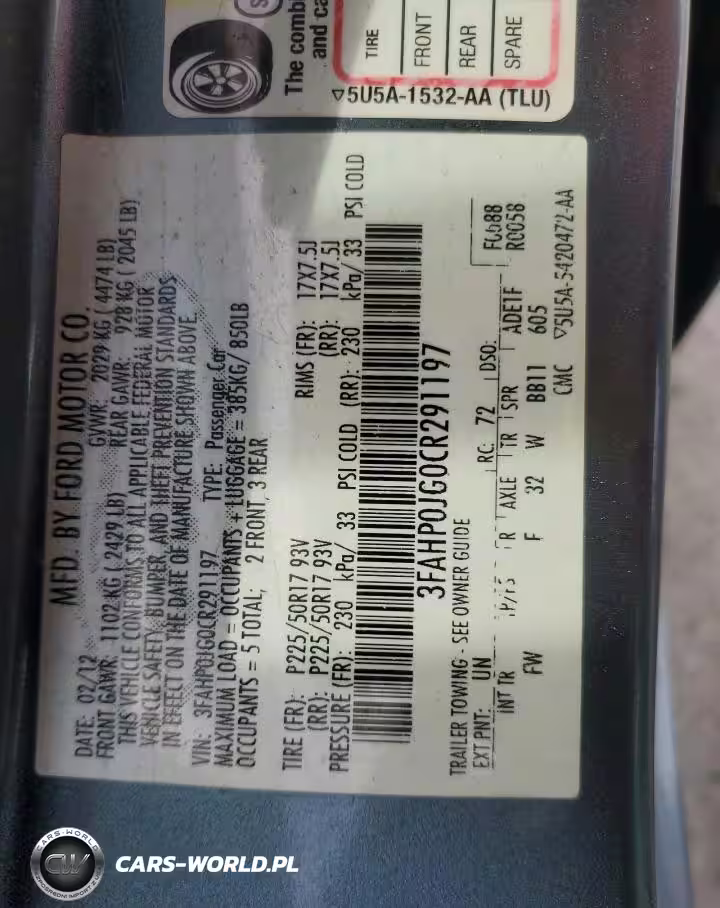 The combi
and ca
TIRE
FRONT
REAR
SPARE
▽5U5A-1532-AA (TLU)
MFD. BY FORD MOTOR CO.
DATE: 02/12 GVWR: 2029 KG ( 4474 LB)
FRONT GAWR: 1102 KG ( 2429 LB) REAR GAWR: 928 KG ( 2045 LB)
THIS VEHICLE CONFORMS TO ALL APPLICABLE FEDERAL MOTOR
VEHICLE SAFETY, BUMPER, AND THEFT PREVENTION STANDARDS
IN EFFECT ON THE DATE OF MANUFACTURE SHOWN ABOVE.
VIN: 3FAHP0JG0CR291197 TYPE: Passenger Car
MAXIMUM LOAD = OCCUPANTS + LUGGAGE = 385KG/ 850LB
OCCUPANTS = 5 TOTAL; 2 FRONT, 3 REAR
TIRE (FR): P225/50R17 93V RIMS (FR): 17X7.5J
(RR): P225/50R17 93V (RR): 17X7.5J
PRESSURE (FR): 230 kPa/ 33 PSI COLD (RR): 230 kPa/ 33 PSI COLD
3FAHP0JG0CR291197
TRAILER TOWING - SEE OWNER GUIDE
F0588
R0058
EXT PNT: UN RC: 72 DSO:
INT TR R AXLE TR SPR ADE1F
FW F 32 W BB11 605
CMC ▽5U5A-5420472-AA
CARS-WORLD
CW
CARS-WORLD.PL